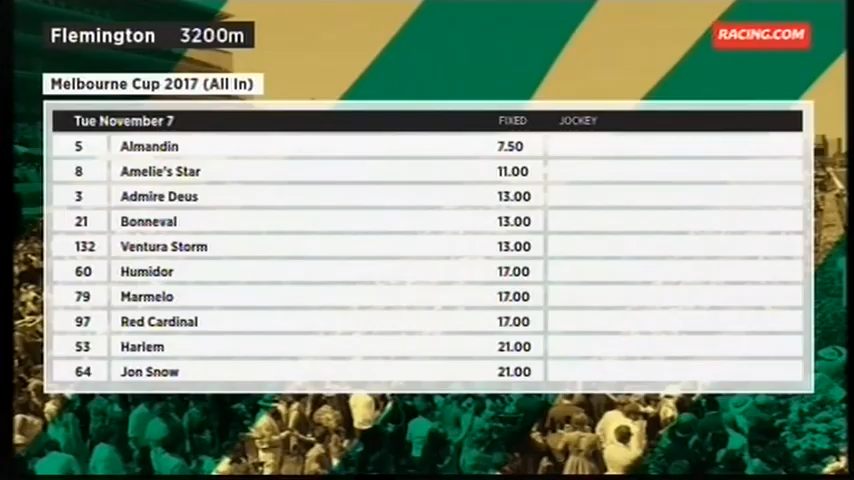 Flemington 3200m
RACING.COM
Melbourne Cup 2017 (All In)
Tue November 7 FIXED JOCKEY
5 Almandin 7.50
8 Amelie's Star 11.00
3 Admire Deus 13.00
21 Bonneval 13.00
132 Ventura Storm 13.00
60 Humidor 17.00
79 Marmelo 17.00
97 Red Cardinal 17.00
53 Harlem 21.00
64 Jon Snow 21.00